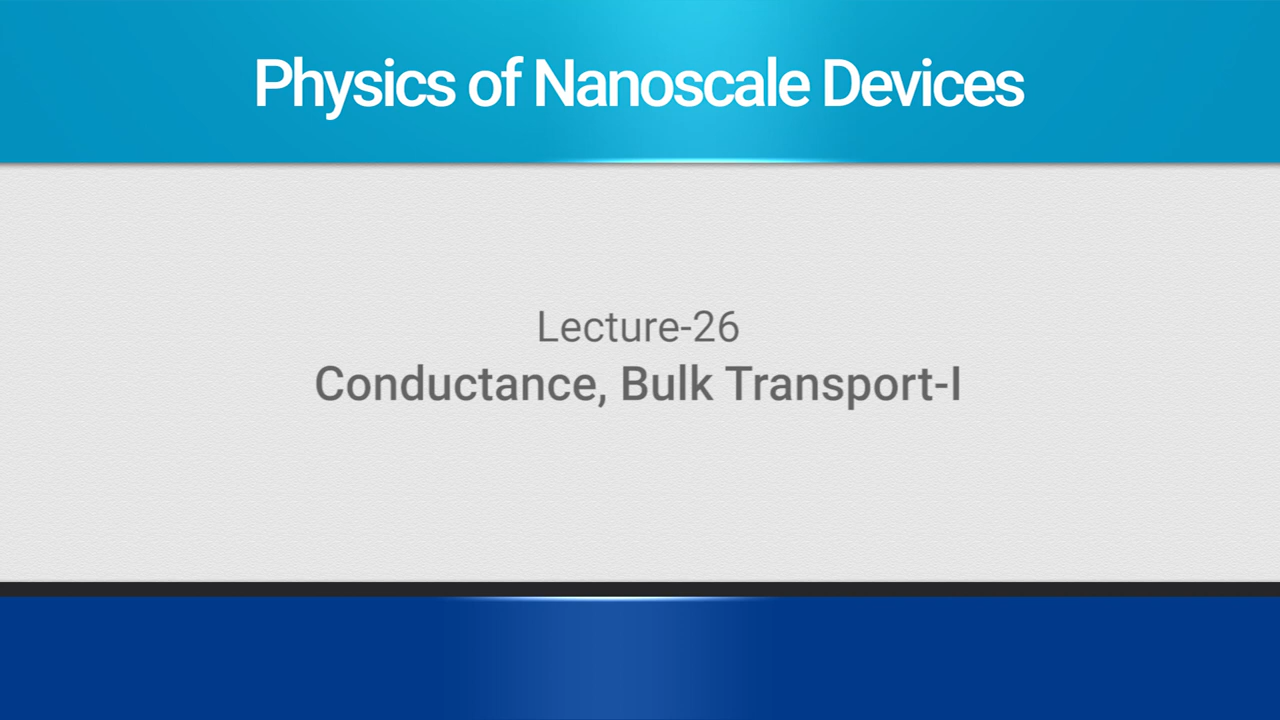 Physics of Nanoscale Devices
Lecture-26
Conductance, Bulk Transport-I